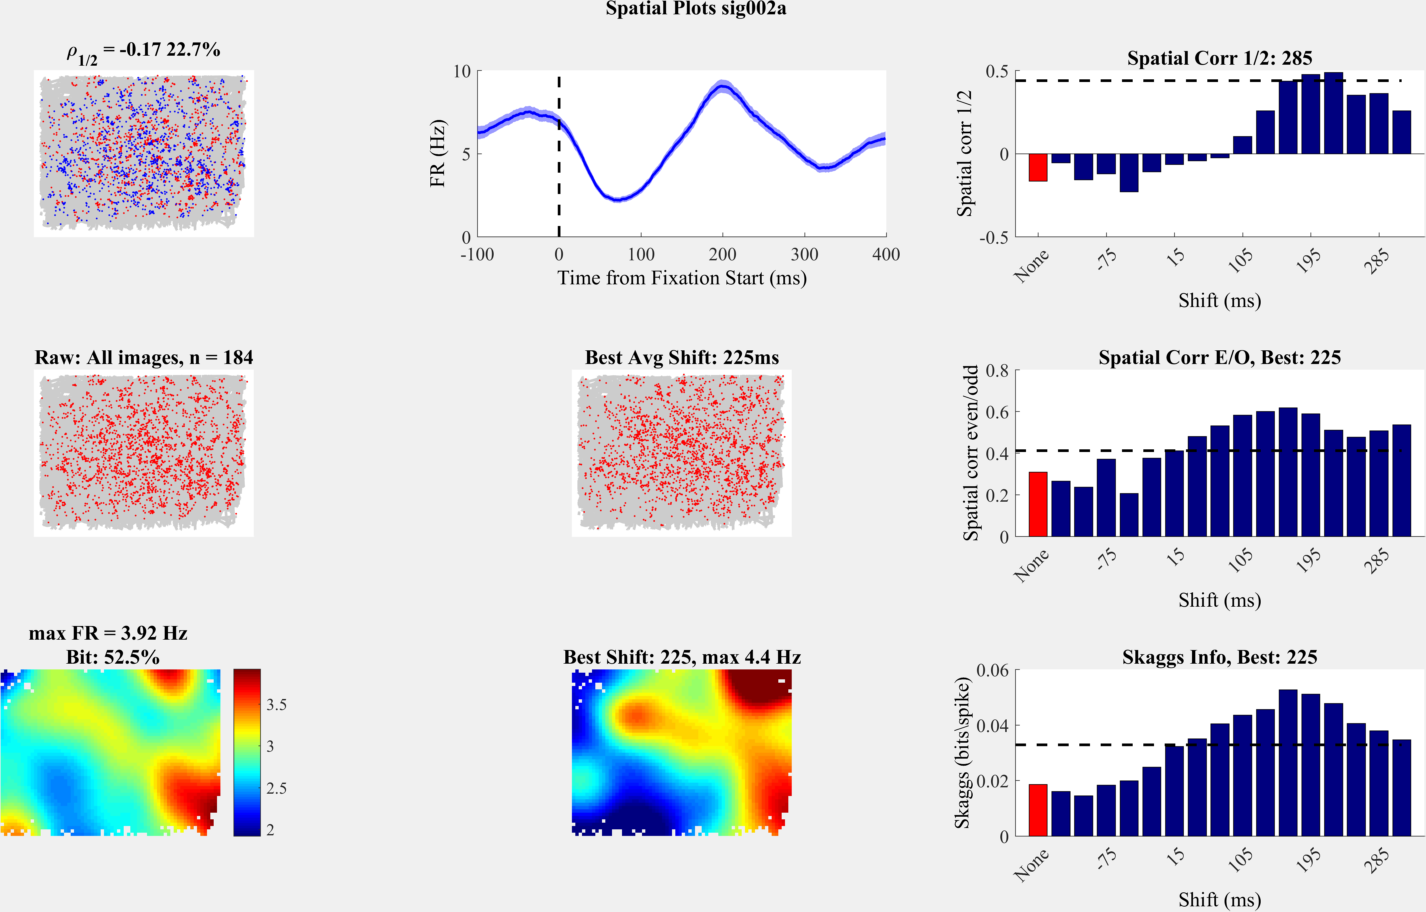 Spatial Plots sig002a
ρ1/2 = -0.17 22.7%
10
5
0
FR (Hz)
-100
0
100
200
300
400
Time from Fixation Start (ms)
Spatial Corr 1/2: 285
0.5
0
-0.5
Spatial corr 1/2
None
-75
15
105
195
285
Shift (ms)
Raw: All images, n = 184
Best Avg Shift: 225ms
Spatial Corr E/O, Best: 225
0.8
0.6
0.4
0.2
0
Spatial corr even/odd
None
-75
15
105
195
285
Shift (ms)
max FR = 3.92 Hz
Bit: 52.5%
3.5
3
2.5
2
Best Shift: 225, max 4.4 Hz
Skaggs Info, Best: 225
0.06
0.04
0.02
0
Skaggs (bits\spike)
None
-75
15
105
195
285
Shift (ms)